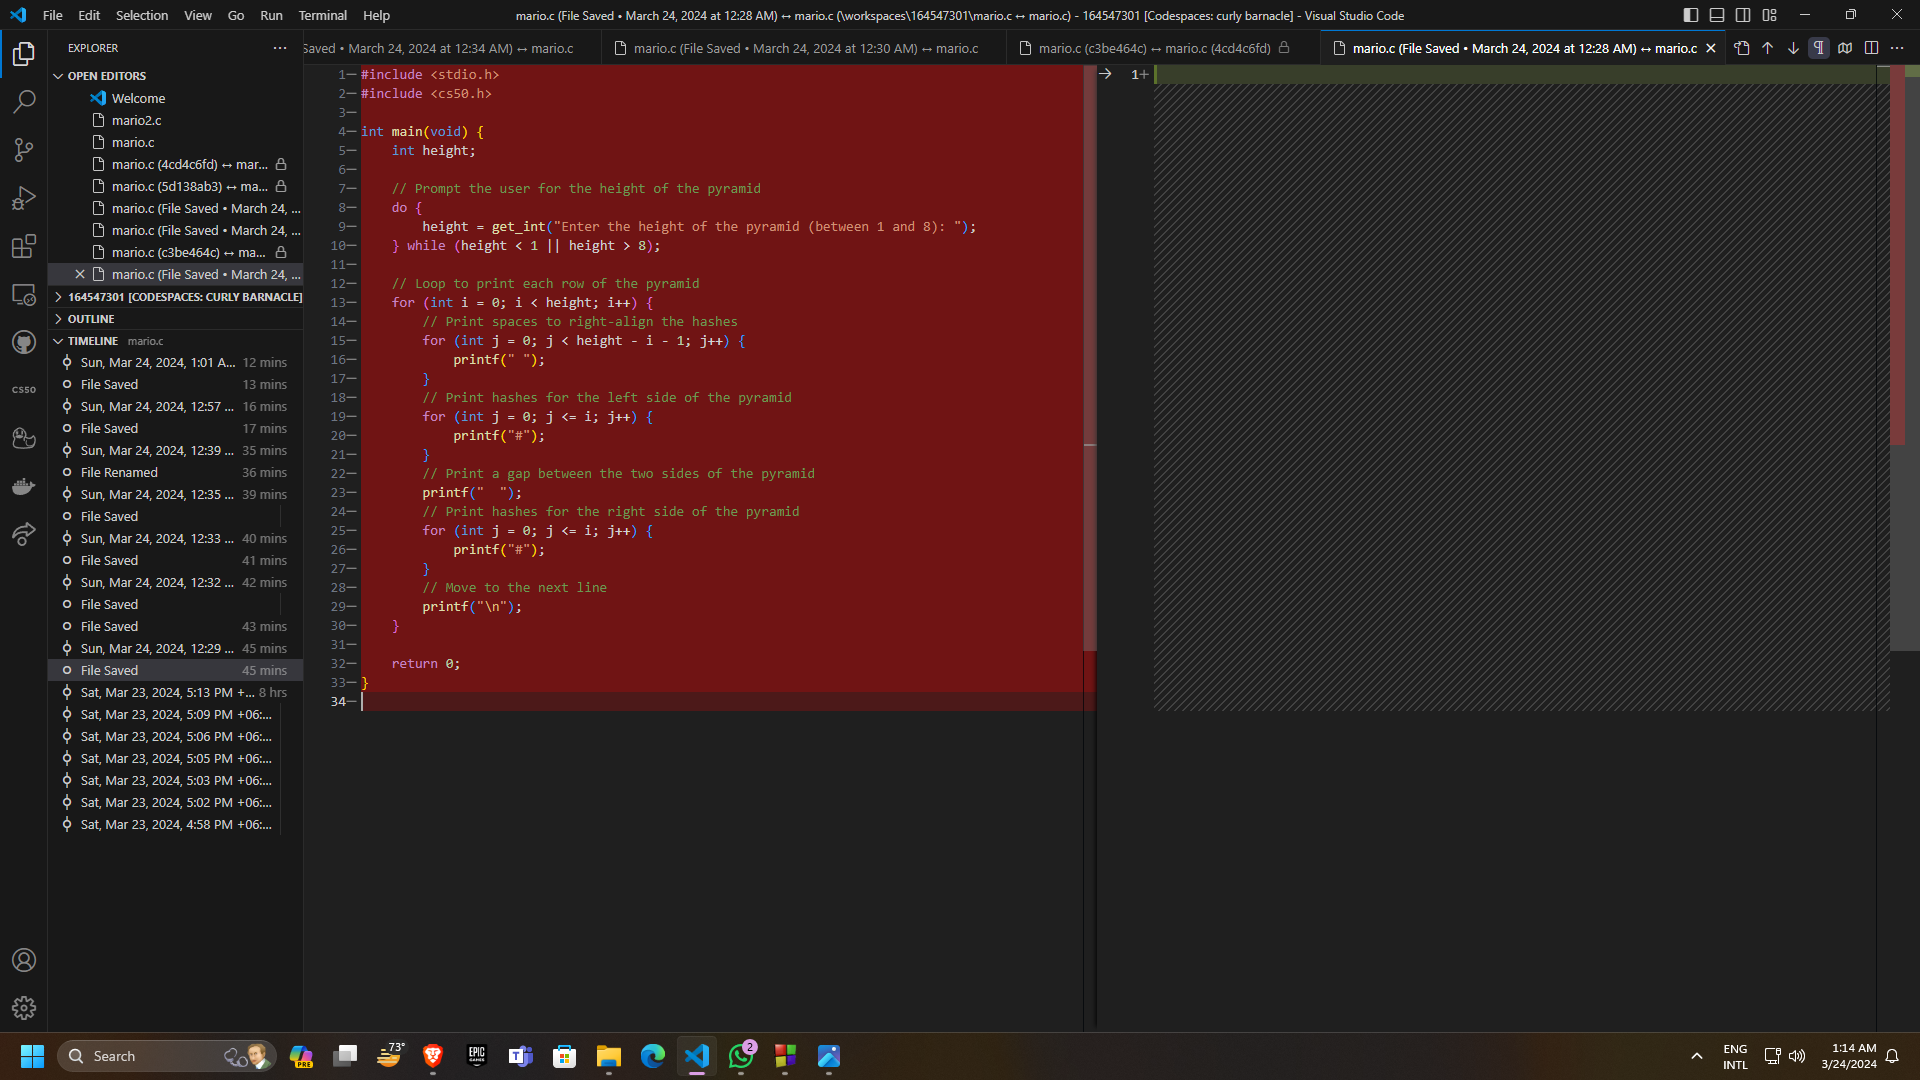 File Edit Selection View Go Run Terminal Help
mario.c (File Saved • March 24, 2024 at 12:28 AM) ↔ mario.c (\workspaces\164547301\mario.c ↔ mario.c) - 164547301 [Codespaces: curly barnacle] - Visual Studio Code
EXPLORER
Saved • March 24, 2024 at 12:34 AM) ↔ mario.c
mario.c (File Saved • March 24, 2024 at 12:30 AM) ↔ mario.c
mario.c (c3be464c) ↔ mario.c (4cd4c6fd)
mario.c (File Saved • March 24, 2024 at 12:28 AM) ↔ mario.c
OPEN EDITORS
Welcome
mario2.c
mario.c
mario.c (4cd4c6fd) ↔ mar...
mario.c (5d138ab3) ↔ ma...
mario.c (File Saved • March 24, ...
mario.c (File Saved • March 24, ...
mario.c (c3be464c) ↔ ma...
mario.c (File Saved • March 24, ...
164547301 [CODESPACES: CURLY BARNACLE]
OUTLINE
TIMELINE mario.c
Sun, Mar 24, 2024, 1:01 A... 12 mins
File Saved 13 mins
Sun, Mar 24, 2024, 12:57 ... 16 mins
File Saved 17 mins
Sun, Mar 24, 2024, 12:39 ... 35 mins
File Renamed 36 mins
Sun, Mar 24, 2024, 12:35 ... 39 mins
File Saved
Sun, Mar 24, 2024, 12:33 ... 40 mins
File Saved 41 mins
Sun, Mar 24, 2024, 12:32 ... 42 mins
File Saved
File Saved 43 mins
Sun, Mar 24, 2024, 12:29 ... 45 mins
File Saved 45 mins
Sat, Mar 23, 2024, 5:13 PM +... 8 hrs
Sat, Mar 23, 2024, 5:09 PM +06:...
Sat, Mar 23, 2024, 5:06 PM +06:...
Sat, Mar 23, 2024, 5:05 PM +06:...
Sat, Mar 23, 2024, 5:03 PM +06:...
Sat, Mar 23, 2024, 5:02 PM +06:...
Sat, Mar 23, 2024, 4:58 PM +06:...
CS50
1− #include <stdio.h>
2− #include <cs50.h>
3−
4− int main(void) {
5−     int height;
6−
7−     // Prompt the user for the height of the pyramid
8−     do {
9−         height = get_int("Enter the height of the pyramid (between 1 and 8): ");
10−     } while (height < 1 || height > 8);
11−
12−     // Loop to print each row of the pyramid
13−     for (int i = 0; i < height; i++) {
14−         // Print spaces to right-align the hashes
15−         for (int j = 0; j < height - i - 1; j++) {
16−             printf(" ");
17−         }
18−         // Print hashes for the left side of the pyramid
19−         for (int j = 0; j <= i; j++) {
20−             printf("#");
21−         }
22−         // Print a gap between the two sides of the pyramid
23−         printf("  ");
24−         // Print hashes for the right side of the pyramid
25−         for (int j = 0; j <= i; j++) {
26−             printf("#");
27−         }
28−         // Move to the next line
29−         printf("\n");
30−     }
31−
32−     return 0;
33− }
34−
1+
Search
PRE
73°
EPIC GAMES
2
ENG
INTL
1:14 AM
3/24/2024